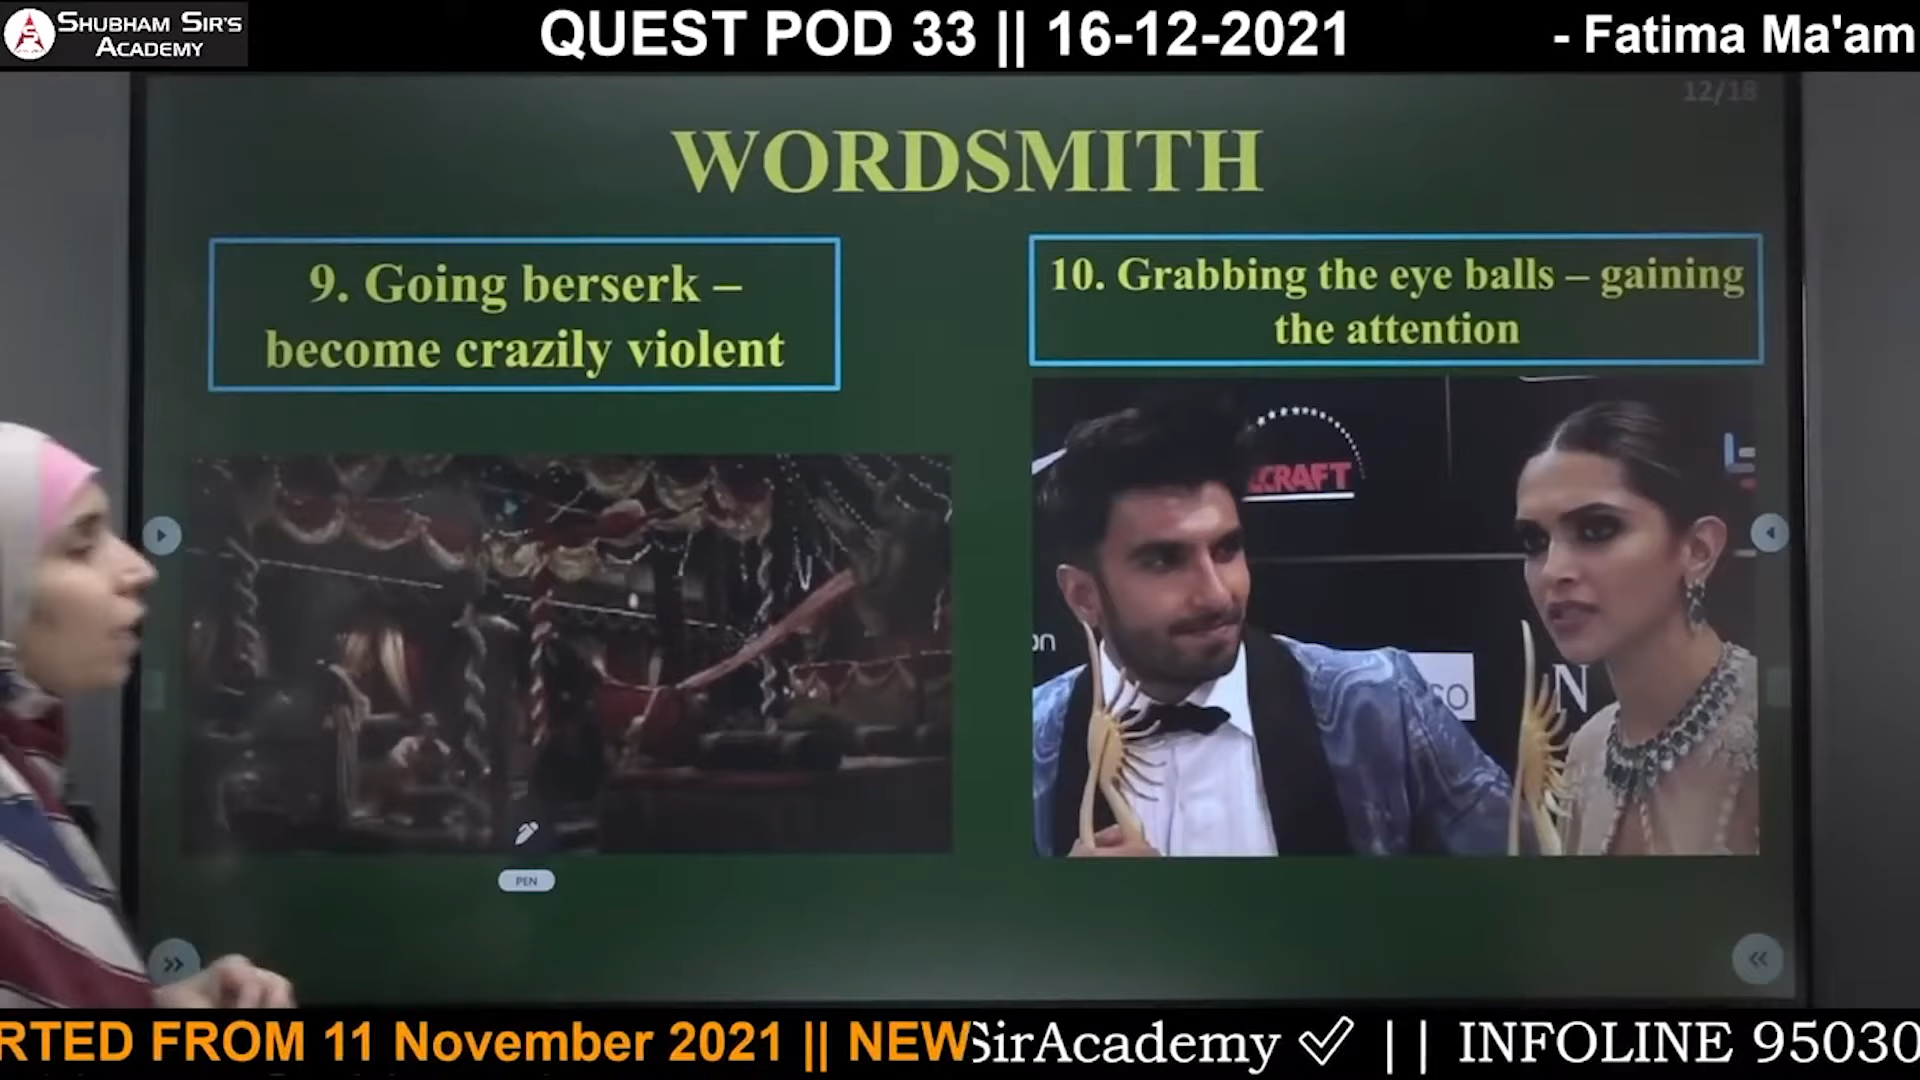 SHUBHAM SIR'S
ACADEMY
QUEST POD 33 || 16-12-2021
- Fatima Ma'am
12/18
WORDSMITH
9. Going berserk –
become crazily violent
10. Grabbing the eye balls – gaining
the attention
CRAFT
on
so
N
PEN
RTED FROM 11 November 2021 || NEW
SirAcademy ✓ || INFOLINE 95030